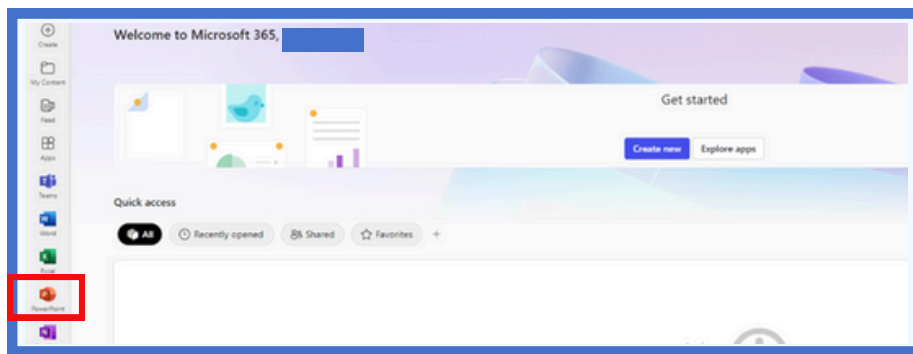 Create
My Content
Feed
Apps
Teams
Word
Excel
PowerPoint
Welcome to Microsoft 365,
Get started
Create new
Explore apps
Quick access
All
Recently opened
Shared
Favorites